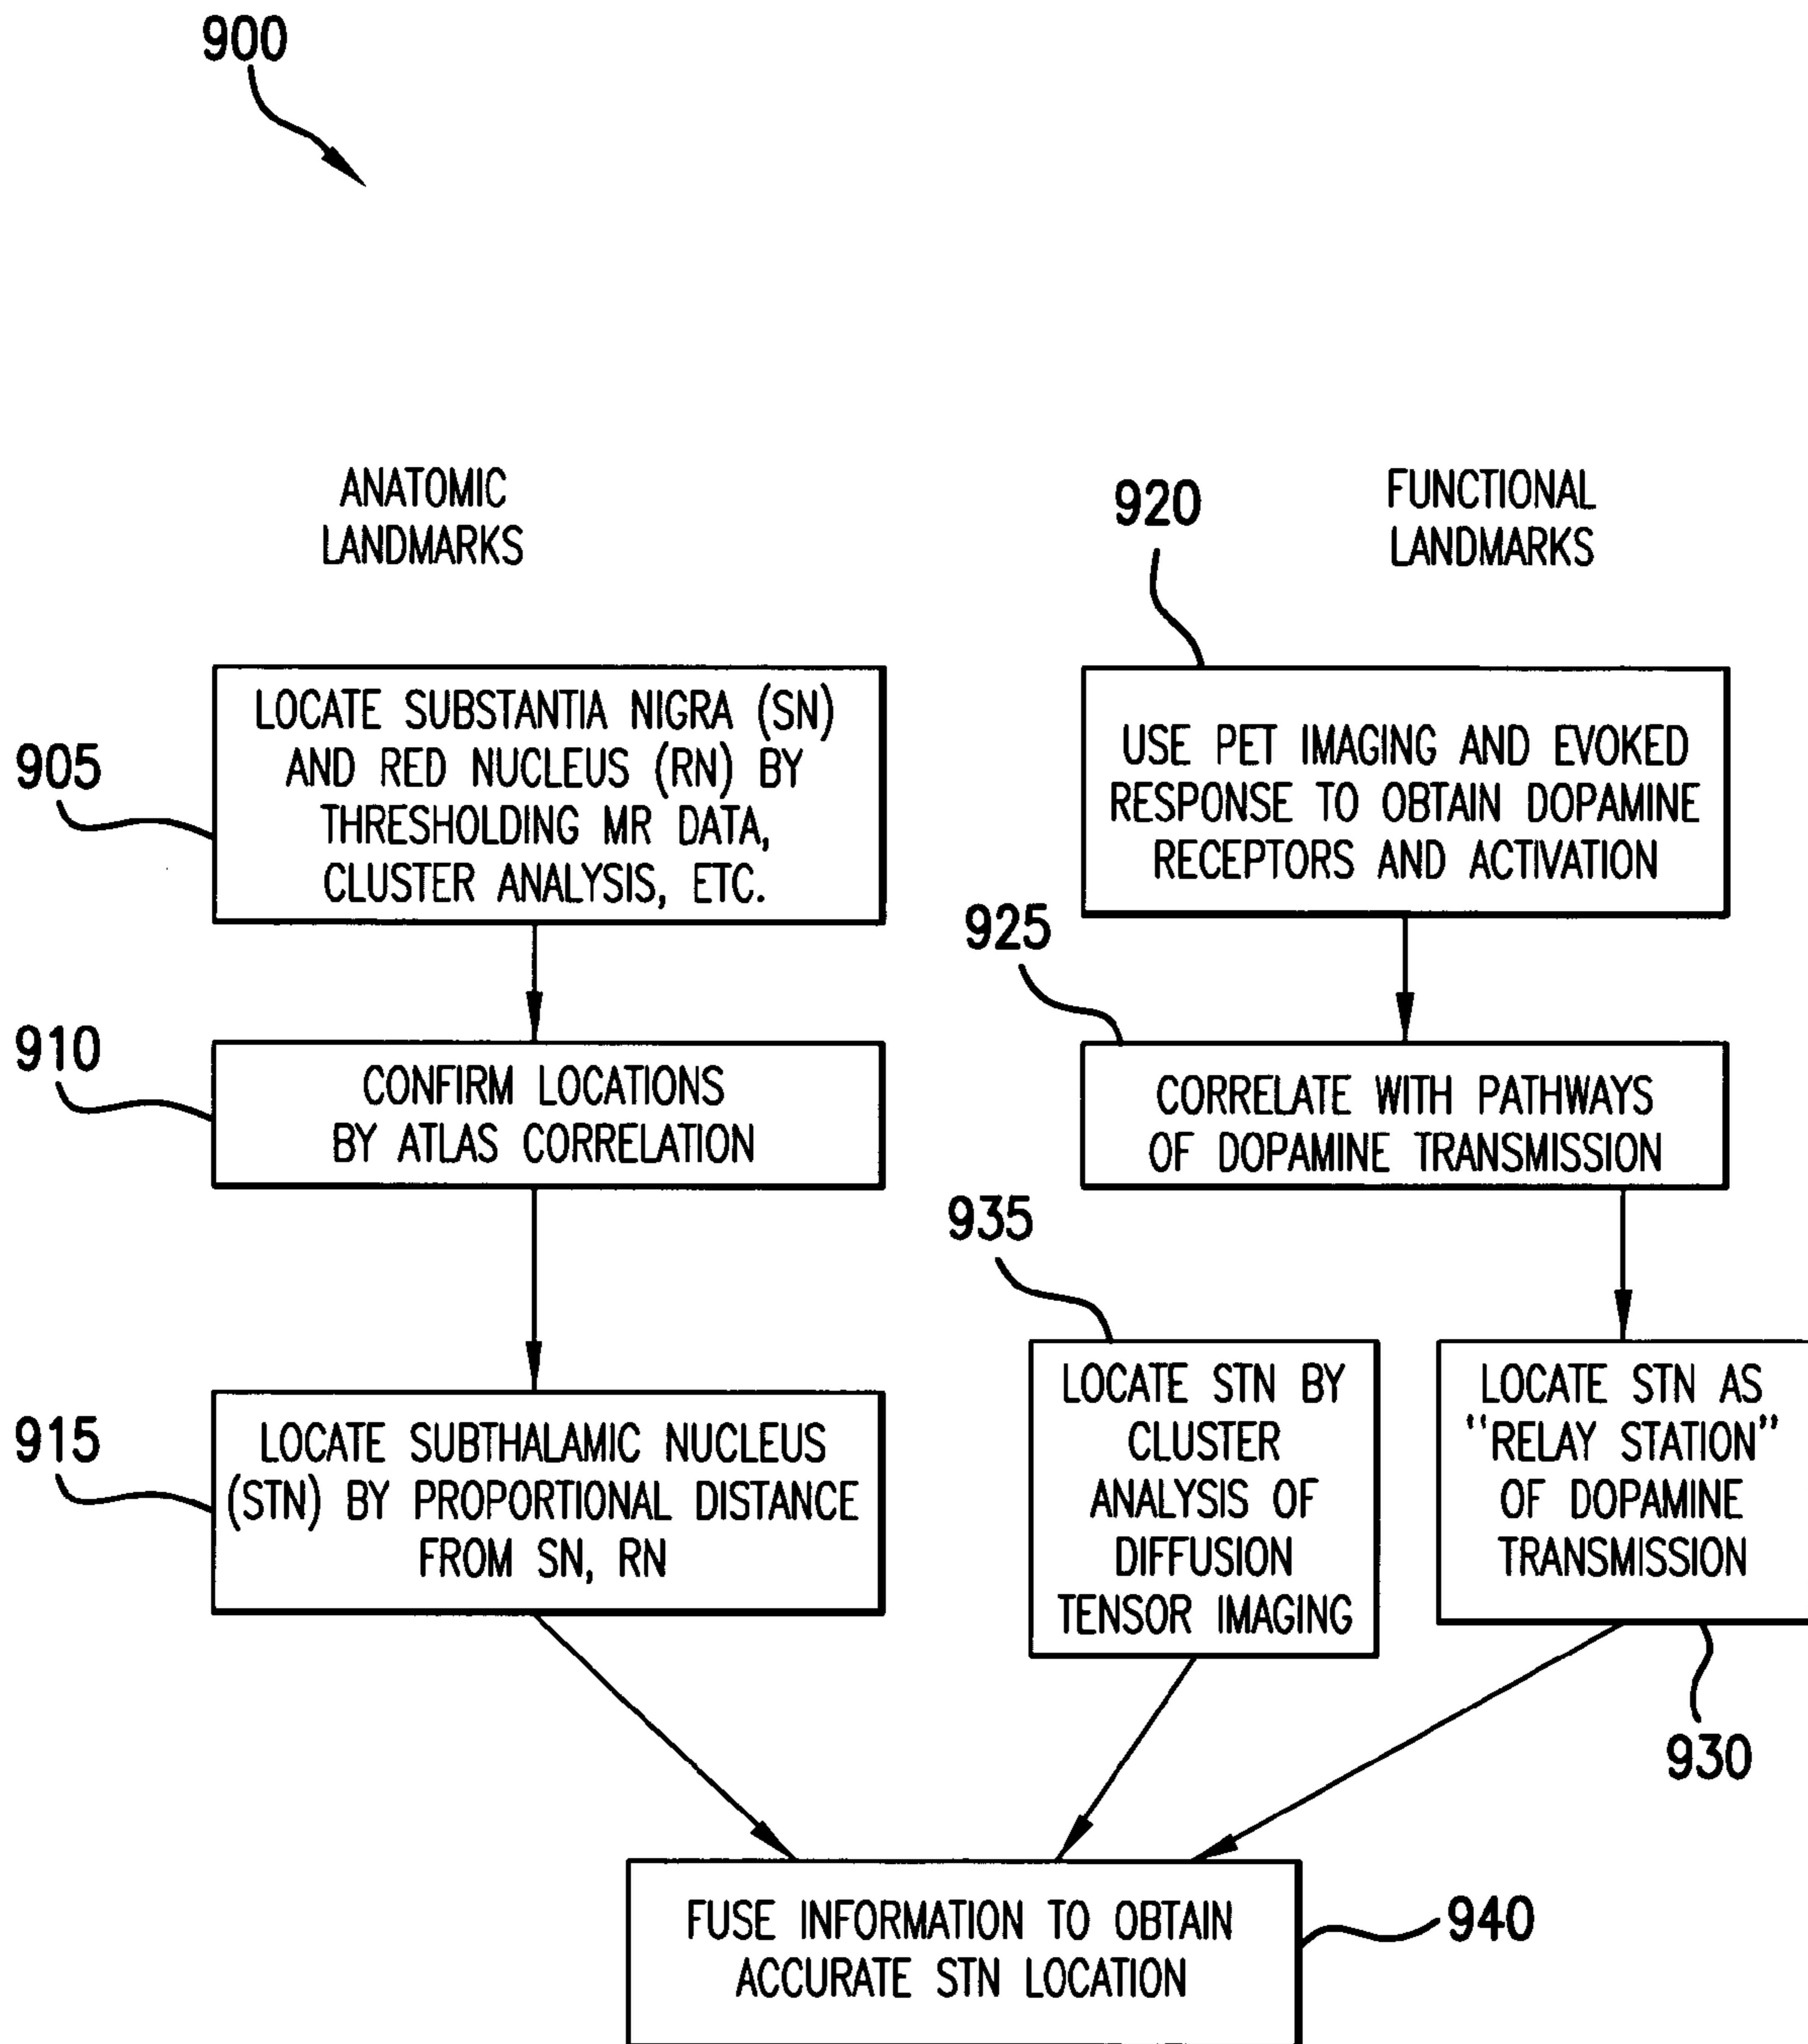 900
ANATOMIC
LANDMARKS
905
LOCATE SUBSTANTIA NIGRA (SN)
AND RED NUCLEUS (RN) BY
THRESHOLDING MR DATA,
CLUSTER ANALYSIS, ETC.
910
CONFIRM LOCATIONS
BY ATLAS CORRELATION
915
LOCATE SUBTHALAMIC NUCLEUS
(STN) BY PROPORTIONAL DISTANCE
FROM SN, RN
FUNCTIONAL
LANDMARKS
920
USE PET IMAGING AND EVOKED
RESPONSE TO OBTAIN DOPAMINE
RECEPTORS AND ACTIVATION
925
CORRELATE WITH PATHWAYS
OF DOPAMINE TRANSMISSION
935
LOCATE STN BY
CLUSTER
ANALYSIS OF
DIFFUSION
TENSOR IMAGING
LOCATE STN AS
"RELAY STATION"
OF DOPAMINE
TRANSMISSION
930
FUSE INFORMATION TO OBTAIN
ACCURATE STN LOCATION
940